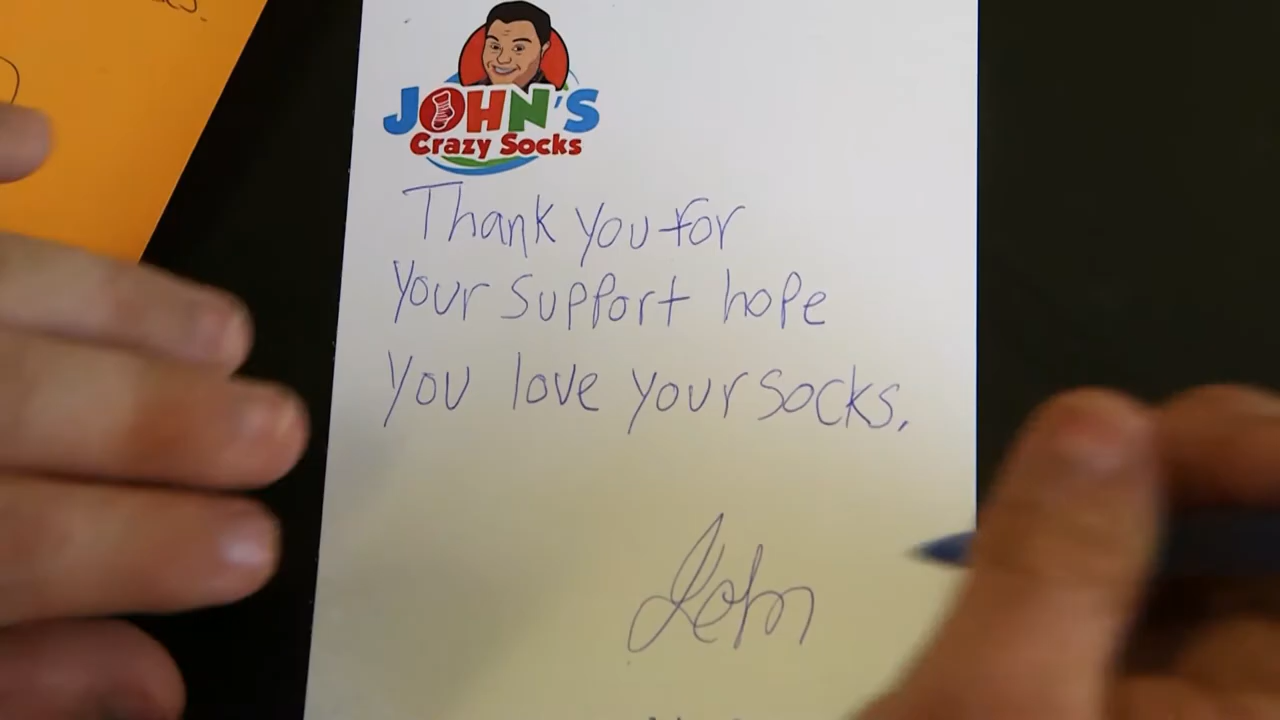 JOHN'S
Crazy Socks
Thank you for
your support hope
you love your socks.
John